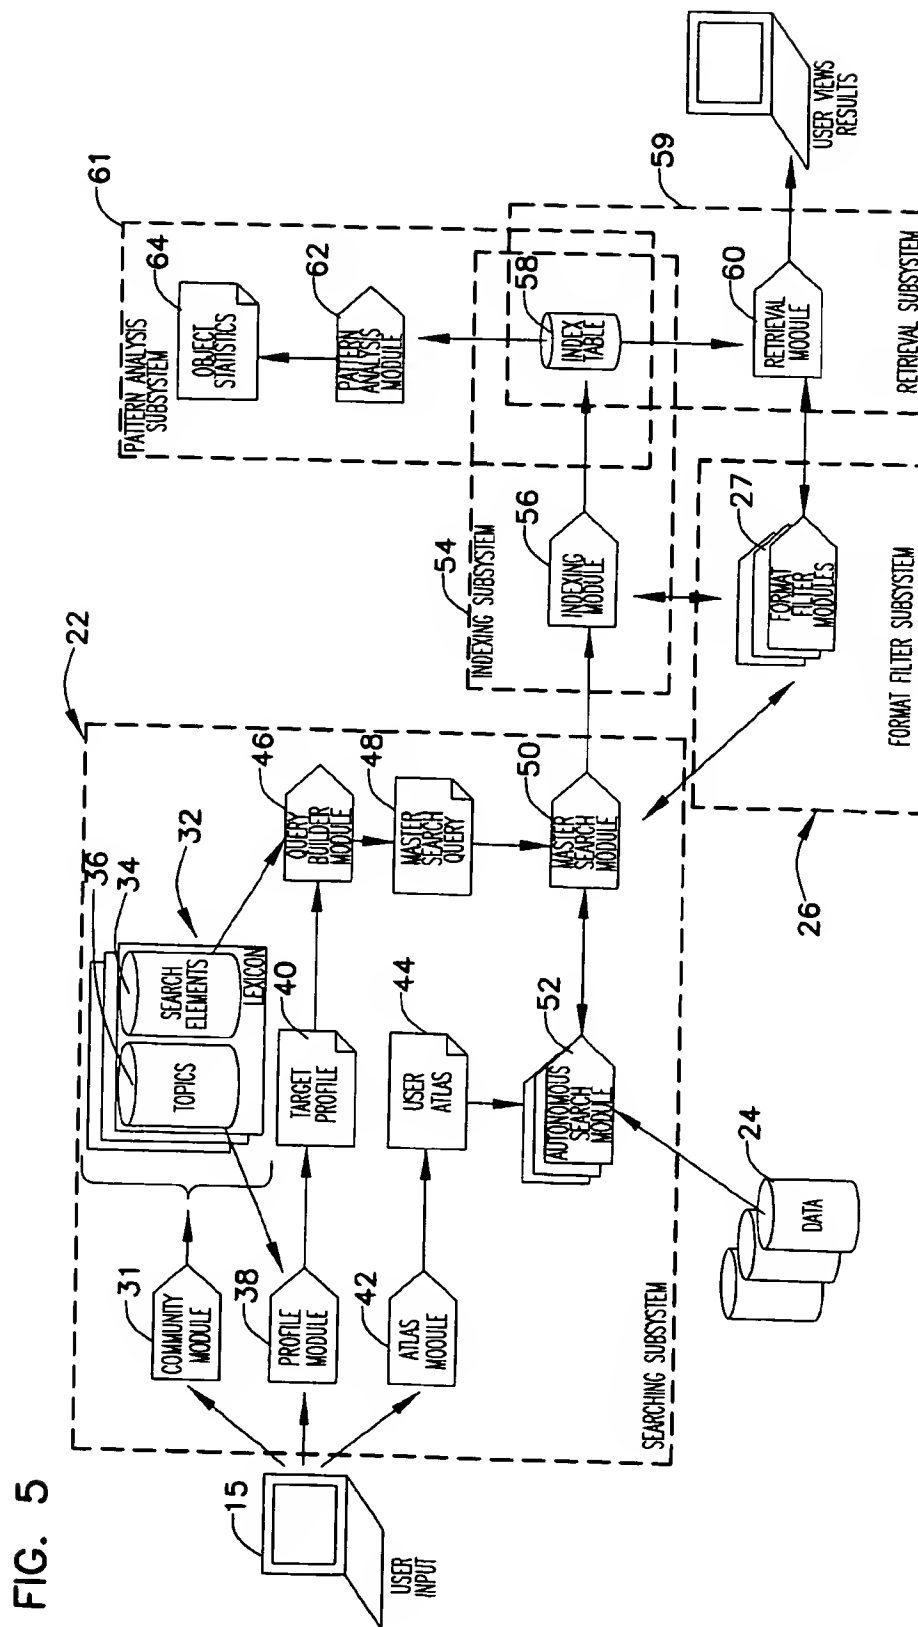 FIG. 5
15
USER
INPUT
22
31
COMMUNITY
MODULE
38
PROFILE
MODULE
42
ATLAS
MODULE
36
34
32
TOPICS
SEARCH
ELEMENTS
LEXICON
40
TARGET
PROFILE
44
USER
ATLAS
46
QUERY
BUILDER
MODULE
48
MASTER
SEARCH
QUERY
50
MASTER
SEARCH
MODULE
52
AUTONOMOUS
SEARCH
MODULE
24
DATA
SEARCHING SUBSYSTEM
54
INDEXING SUBSYSTEM
56
INDEXING
MODULE
58
INDEX
TABLE
61
PATTERN ANALYSIS
SUBSYSTEM
64
OBJECT
STATISTICS
62
PATTERN
ANALYSIS
MODULE
59
60
RETRIEVAL
MODULE
RETRIEVAL SUBSYSTEM
USER VIEWS
RESULTS
27
FORMAT
FILTER
MODULES
26
FORMAT FILTER SUBSYSTEM